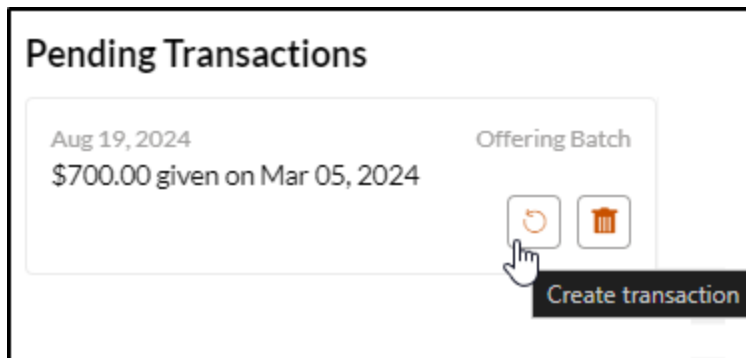 Pending Transactions
Aug 19, 2024 Offering Batch
$700.00 given on Mar 05, 2024
Create transaction